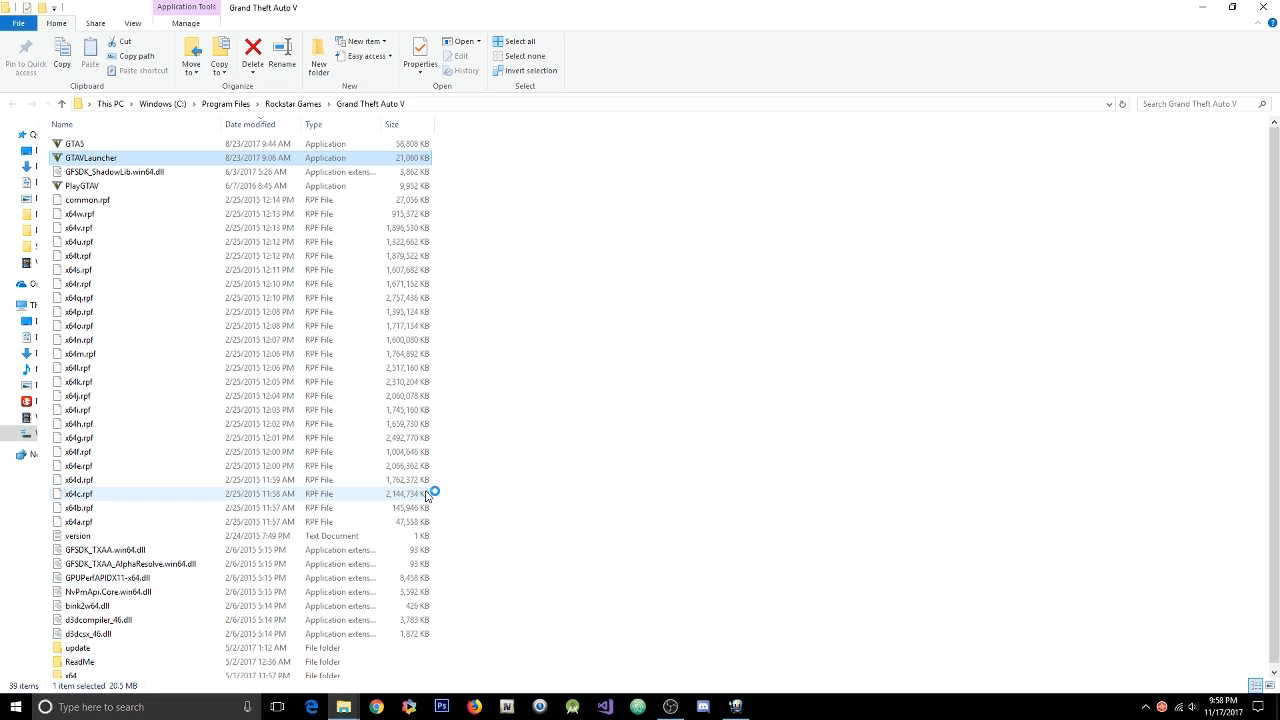 Application Tools Grand Theft Auto V
File Home Share View Manage
Pin to Quick access
Copy
Paste
Cut
Copy path
Paste shortcut
Clipboard
Move to
Copy to
Delete
Rename
Organize
New folder
New item
Easy access
New
Properties
Open
Edit
History
Open
Select all
Select none
Invert selection
Select
This PC Windows (C:) Program Files Rockstar Games Grand Theft Auto V Search Grand Theft Auto V
Name Date modified Type Size
GTA5 8/23/2017 9:44 AM Application 58,808 KB
GTAVLauncher 8/23/2017 9:06 AM Application 21,060 KB
GFSDK_ShadowLib.win64.dll 6/3/2017 5:26 AM Application extens... 3,862 KB
PlayGTAV 6/7/2016 8:45 AM Application 9,952 KB
common.rpf 2/25/2015 12:14 PM RPF File 27,056 KB
x64w.rpf 2/25/2015 12:13 PM RPF File 915,372 KB
x64v.rpf 2/25/2015 12:13 PM RPF File 1,896,530 KB
x64u.rpf 2/25/2015 12:12 PM RPF File 1,322,662 KB
x64t.rpf 2/25/2015 12:12 PM RPF File 1,879,522 KB
x64s.rpf 2/25/2015 12:11 PM RPF File 1,607,682 KB
x64r.rpf 2/25/2015 12:10 PM RPF File 1,671,152 KB
x64q.rpf 2/25/2015 12:10 PM RPF File 2,757,436 KB
x64p.rpf 2/25/2015 12:08 PM RPF File 1,395,124 KB
x64o.rpf 2/25/2015 12:08 PM RPF File 1,717,134 KB
x64n.rpf 2/25/2015 12:07 PM RPF File 1,600,080 KB
x64m.rpf 2/25/2015 12:06 PM RPF File 1,764,892 KB
x64l.rpf 2/25/2015 12:06 PM RPF File 2,517,160 KB
x64k.rpf 2/25/2015 12:05 PM RPF File 2,310,204 KB
x64j.rpf 2/25/2015 12:04 PM RPF File 2,060,078 KB
x64i.rpf 2/25/2015 12:03 PM RPF File 1,745,160 KB
x64h.rpf 2/25/2015 12:02 PM RPF File 1,659,730 KB
x64g.rpf 2/25/2015 12:01 PM RPF File 2,492,770 KB
x64f.rpf 2/25/2015 12:00 PM RPF File 1,004,646 KB
x64e.rpf 2/25/2015 12:00 PM RPF File 2,066,362 KB
x64d.rpf 2/25/2015 11:59 AM RPF File 1,762,372 KB
x64c.rpf 2/25/2015 11:58 AM RPF File 2,144,734 KB
x64b.rpf 2/25/2015 11:57 AM RPF File 145,946 KB
x64a.rpf 2/25/2015 11:57 AM RPF File 47,558 KB
version 2/24/2015 7:49 PM Text Document 1 KB
GFSDK_TXAA.win64.dll 2/6/2015 5:15 PM Application extens... 93 KB
GFSDK_TXAA_AlphaResolve.win64.dll 2/6/2015 5:15 PM Application extens... 93 KB
GPUPerfAPIDX11-x64.dll 2/6/2015 5:15 PM Application extens... 8,458 KB
NvPmApi.Core.win64.dll 2/6/2015 5:15 PM Application extens... 3,592 KB
bink2w64.dll 2/6/2015 5:14 PM Application extens... 426 KB
d3dcompiler_46.dll 2/6/2015 5:14 PM Application extens... 3,783 KB
d3dcsx_46.dll 2/6/2015 5:14 PM Application extens... 1,872 KB
update 5/2/2017 1:12 AM File folder
ReadMe 5/2/2017 12:36 AM File folder
x64 5/1/2017 11:57 PM File folder
39 items 1 item selected 20.5 MB
Type here to search
9:58 PM
11/17/2017